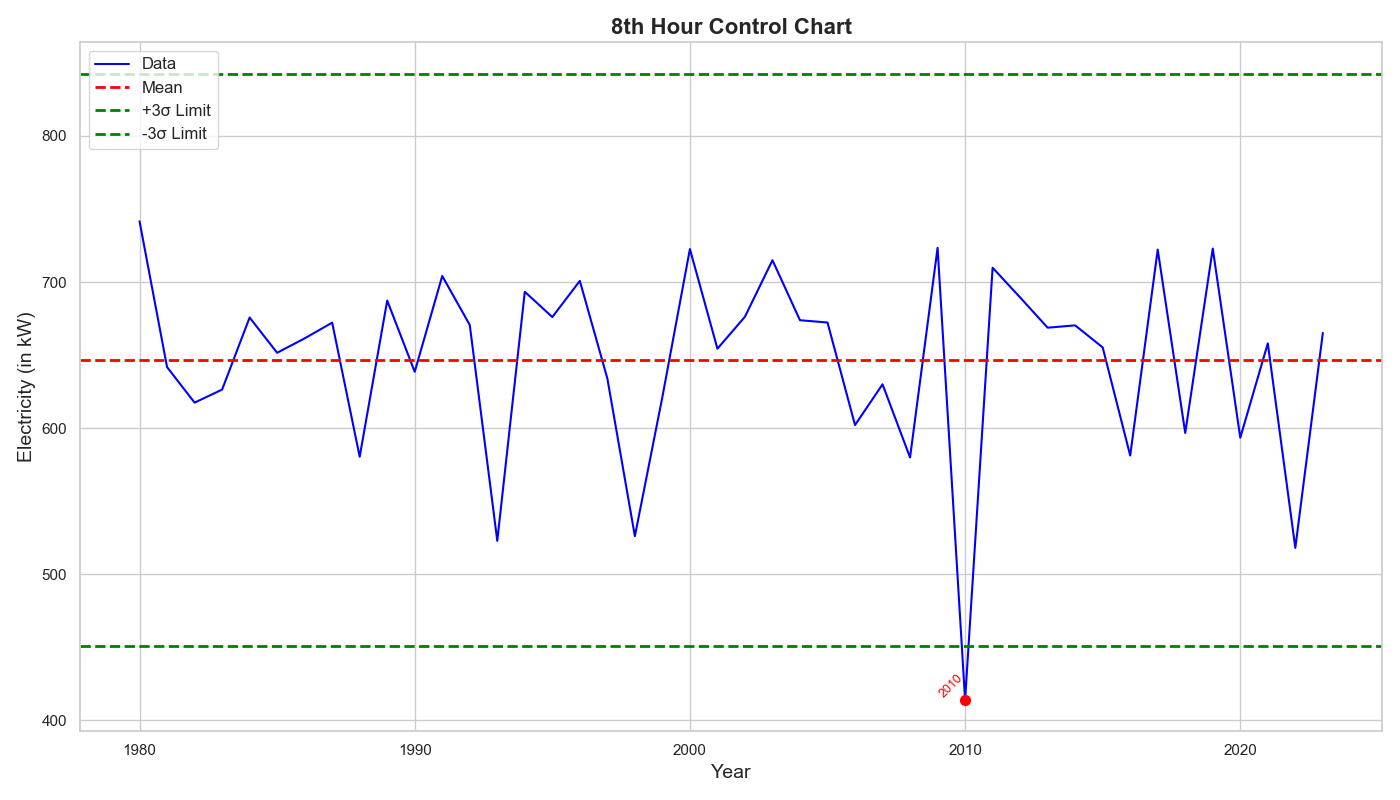 8th Hour Control Chart
Data
Mean
+3σ Limit
-3σ Limit
Electricity (in kW)
800
700
600
500
400
2010
1980
1990
2000
2010
2020
Year